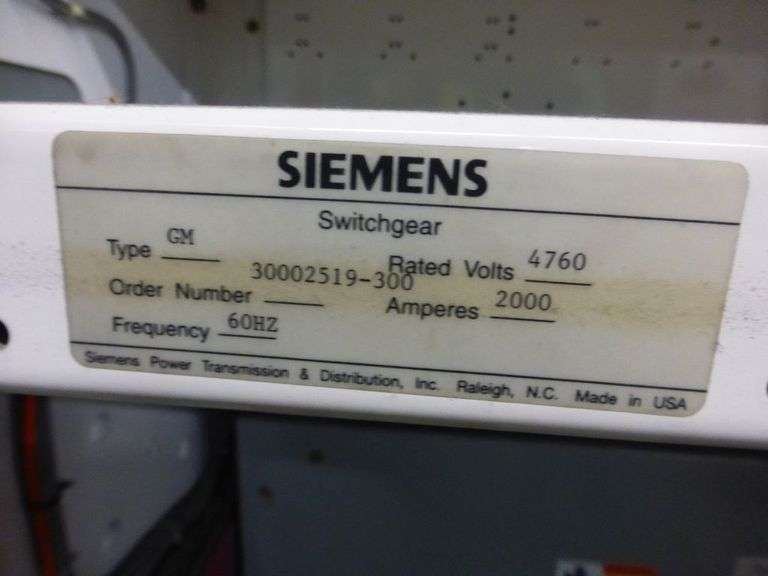 SIEMENS
Switchgear
Type GM Rated Volts 4760
Order Number 30002519-300 Amperes 2000
Frequency 60HZ
Siemens Power Transmission & Distribution, Inc. Raleigh, N.C. Made in USA